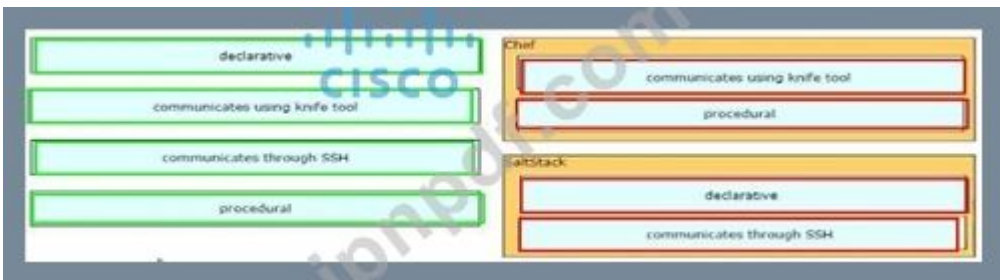 declarative
communicates using knife tool
communicates through SSH
procedural
CISCO
Chef
communicates using knife tool
procedural
SaltStack
declarative
communicates through SSH